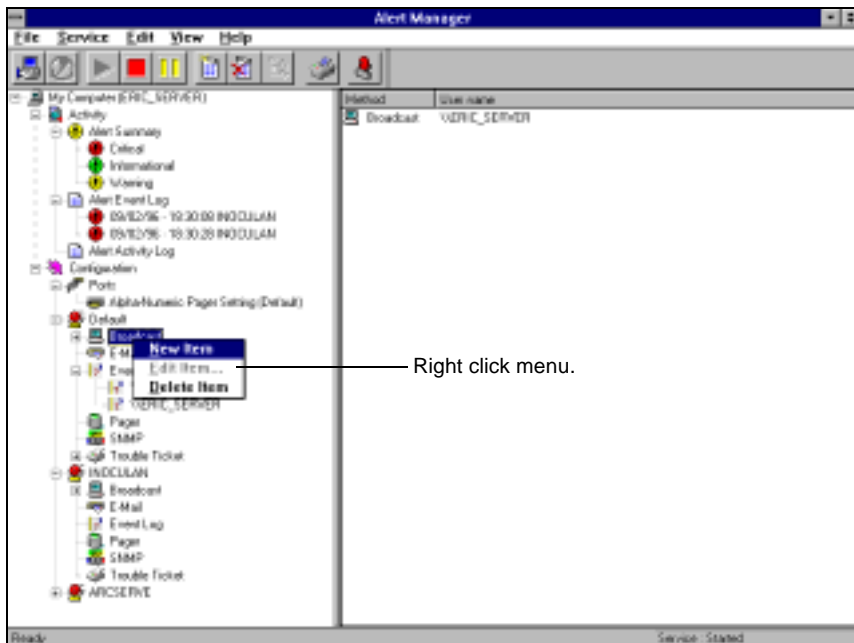 Alert Manager
File Service Edit View Help
My Computer (ERIC_SERVER)
Activity
Alert Summary
Critical
Informational
Warning
Alert Event Log
09/02/96 - 18:30:08 INOCULAN
09/02/96 - 18:30:28 INOCULAN
Alert Activity Log
Configuration
Ports
Alpha-Numeric Pager Setting (Default)
Default
Broadcast
E-M
Eve
\\ERIC_SERVER
Pager
SNMP
Trouble Ticket
INOCULAN
Broadcast
E-Mail
Event Log
Pager
SNMP
Trouble Ticket
ARCSERVE
New Item
Edit Item...
Delete Item
Right click menu.
Method User name
Broadcast \\ERIC_SERVER
Ready Service : Started